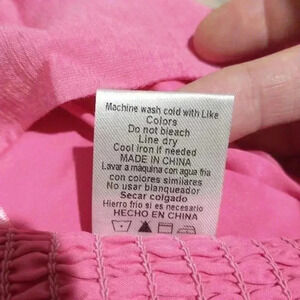 Machine wash cold with Like
Colors
Do not bleach
Line dry
Cool iron if needed
MADE IN CHINA
Lavar a máquina con agua fria
con colores similares
No usar blanqueador
Secar colgado
Hierro frio si es necesario
HECHO EN CHINA